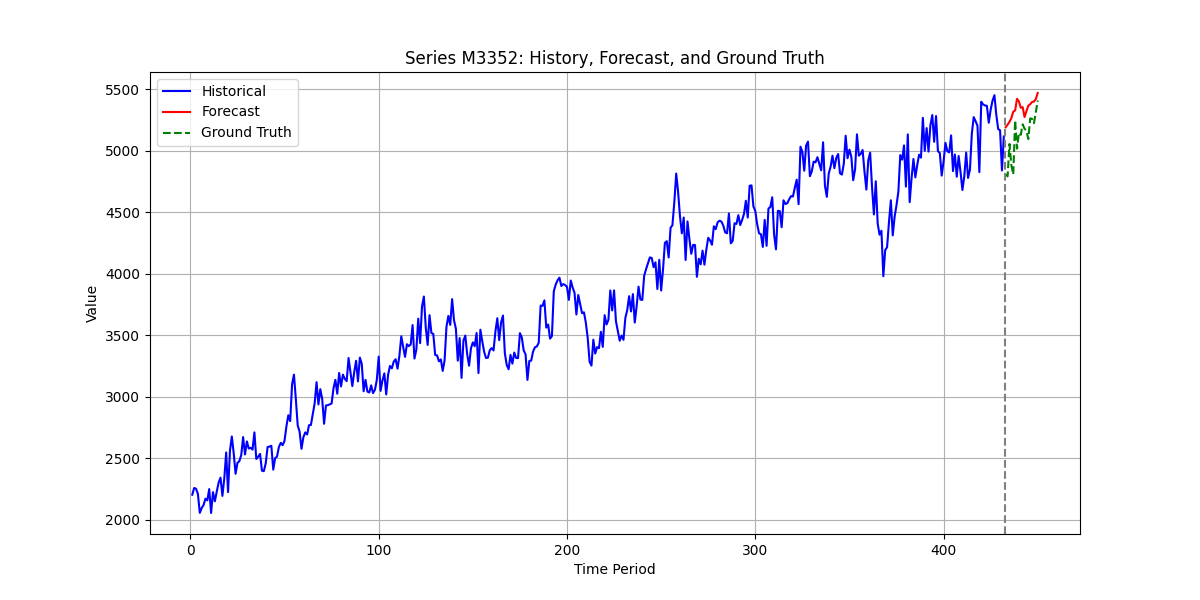 Series M3352: History, Forecast, and Ground Truth
Historical
Forecast
Ground Truth
5500
5000
4500
4000
3500
3000
2500
2000
Value
0
100
200
300
400
Time Period